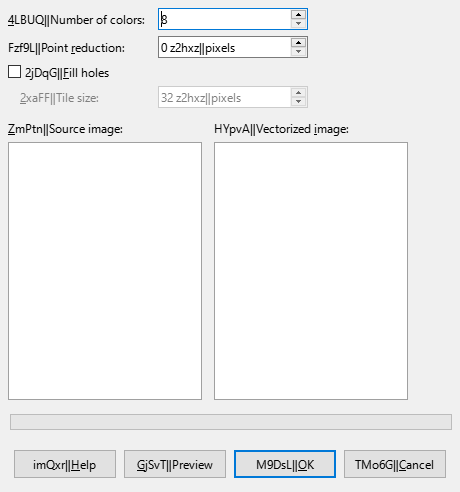 4LBUQ||Number of colors: 8
Fzf9L||Point reduction: 0 z2hxz||pixels
2jDqG||Fill holes
2xaFF||Tile size: 32 z2hxz||pixels
ZmPtn||Source image: HYpvA||Vectorized image:
imQxr||Help GjSvT||Preview M9DsL||OK TMo6G||Cancel